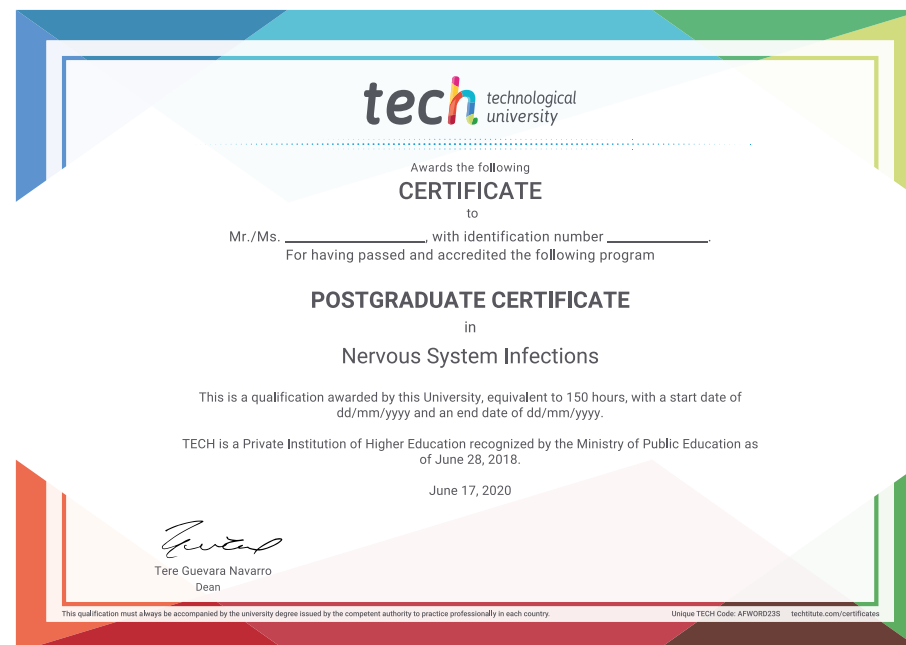 tech technological
university
Awards the following
CERTIFICATE
to
Mr./Ms. ____________________, with identification number __________________.
For having passed and accredited the following program
POSTGRADUATE CERTIFICATE
in
Nervous System Infections
This is a qualification awarded by this University, equivalent to 150 hours, with a start date of
dd/mm/yyyy and an end date of dd/mm/yyyy.
TECH is a Private Institution of Higher Education recognized by the Ministry of Public Education as
of June 28, 2018.
June 17, 2020
Tere Guevara Navarro
Dean
This qualification must always be accompanied by the university degree issued by the competent authority to practice professionally in each country. Unique TECH Code: AFWORD23S techtitute.com/certificates